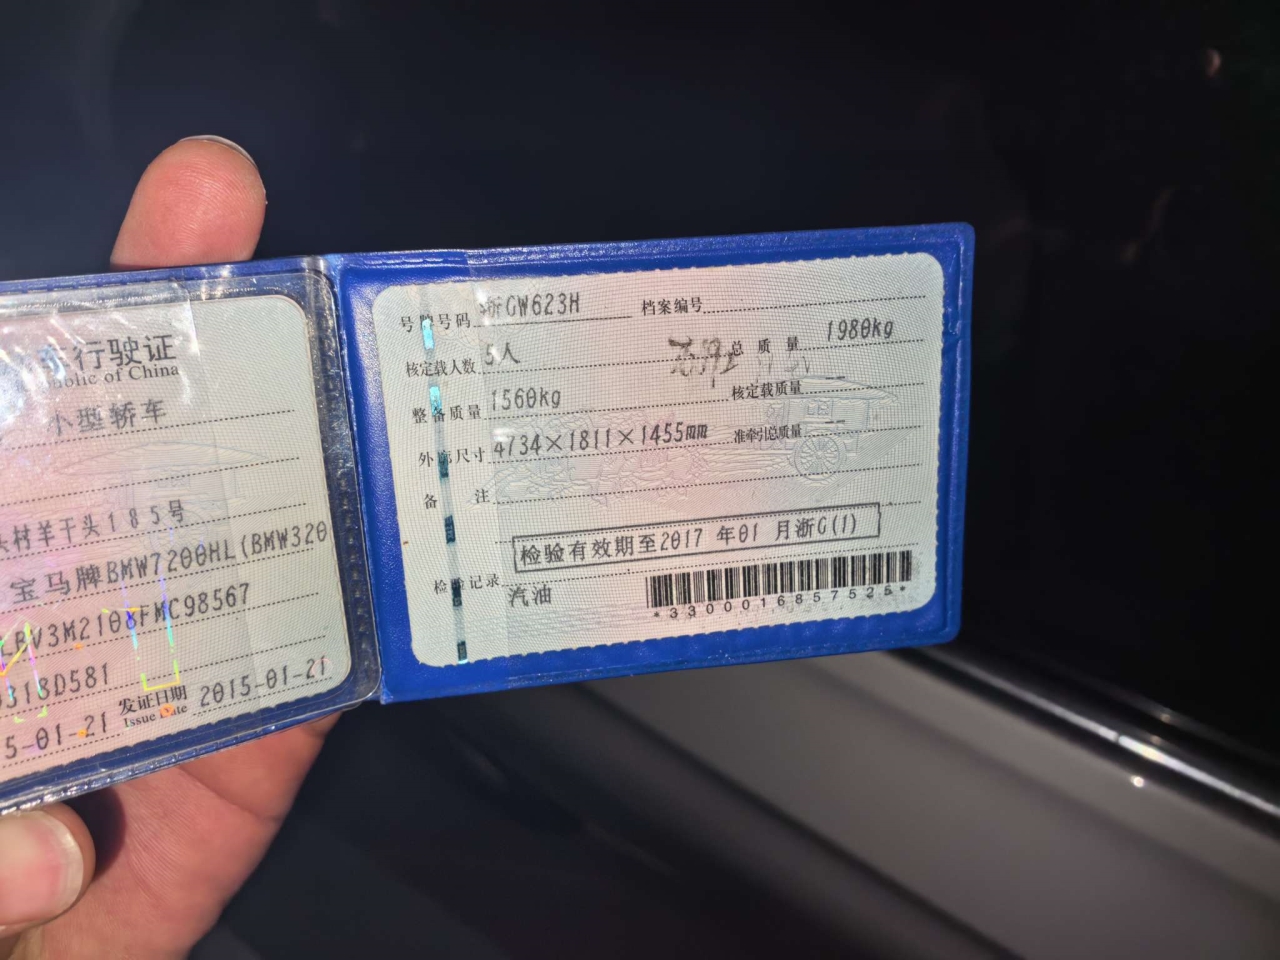 行驶证
blic of China
小型轿车
村羊干头185号
宝马牌BMW7200HL(BMW320
LBV3M2108FMC98567
318D581
5-01-21 发证日期 Issue Date 2015-01-21
号牌号码 浙GW623H 档案编号
核定载人数 5人 总质量 1980kg
整备质量 1560kg 核定载质量 --
外廓尺寸 4734×1811×1455mm 准牵引总质量 --
备注
检验有效期至2017 年01 月浙G(1)
检验记录
汽油
*3300016857525*